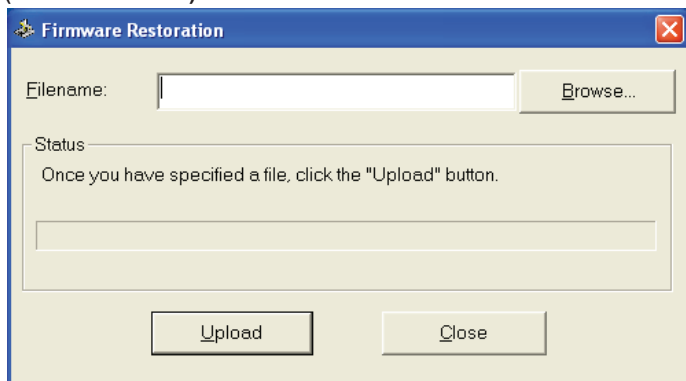 Firmware Restoration
Filename:
Browse...
Status
Once you have specified a file, click the "Upload" button.
Upload
Close